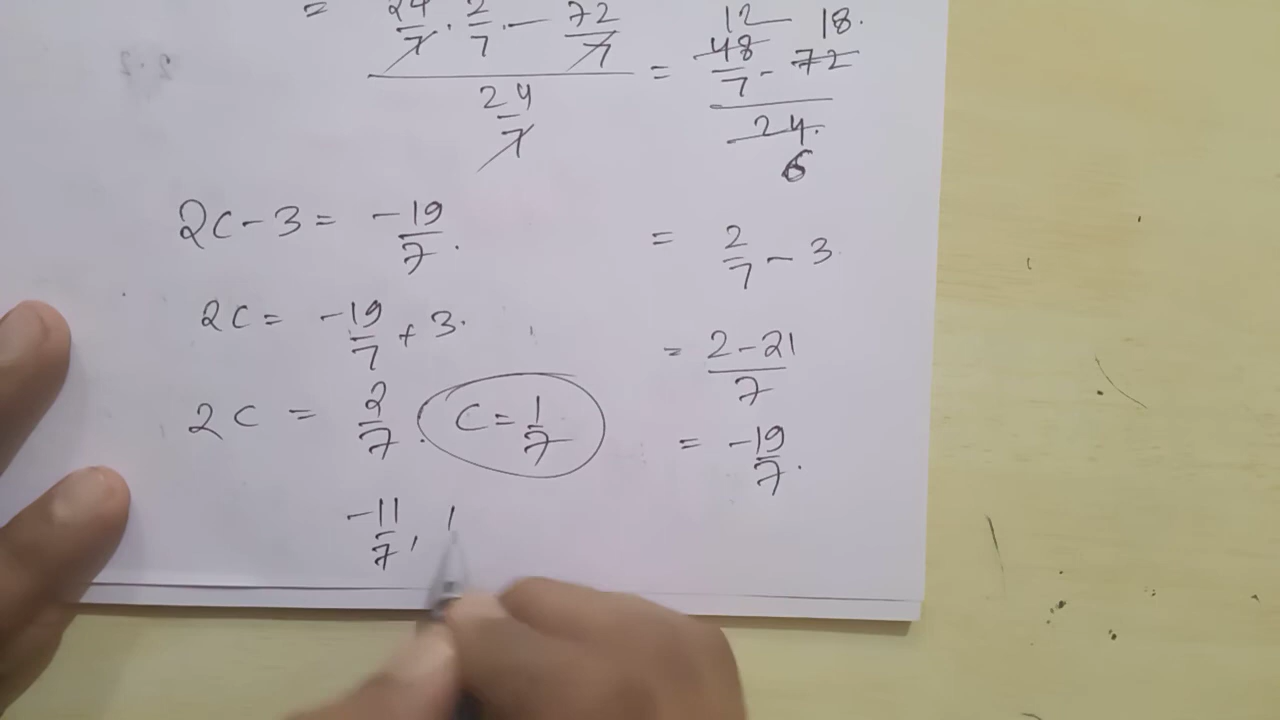 = (24/7 · 2/7 - 72/7) / (24/7) = (12 18. 48/7 - 72) / (24. 6)
2C - 3 = -19/7.
= 2/7 - 3
2C = -19/7 + 3.
= (2-21)/7
2C = 2/7. C = 1/7
= -19/7.
-11/7, 1